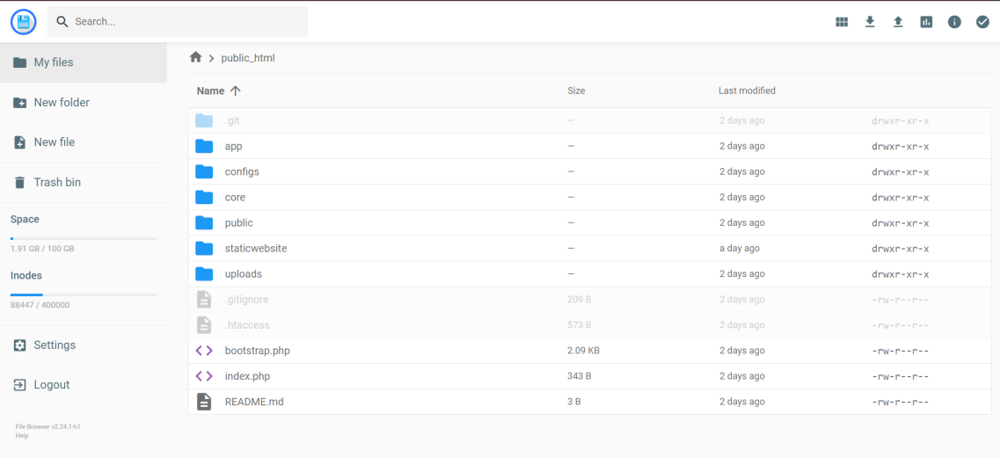 Search...
My files
New folder
New file
Trash bin
Space
1.91 GB / 100 GB
Inodes
88447 / 400000
Settings
Logout
File Browser v2.24.1-h1
Help
public_html
Name Size Last modified
.git — 2 days ago drwxr-xr-x
app — 2 days ago drwxr-xr-x
configs — 2 days ago drwxr-xr-x
core — 2 days ago drwxr-xr-x
public — 2 days ago drwxr-xr-x
staticwebsite — a day ago drwxr-xr-x
uploads — 2 days ago drwxr-xr-x
.gitignore 209 B 2 days ago -rw-r--r--
.htaccess 573 B 2 days ago -rw-r--r--
bootstrap.php 2.09 KB 2 days ago -rw-r--r--
index.php 343 B 2 days ago -rw-r--r--
README.md 3 B 2 days ago -rw-r--r--